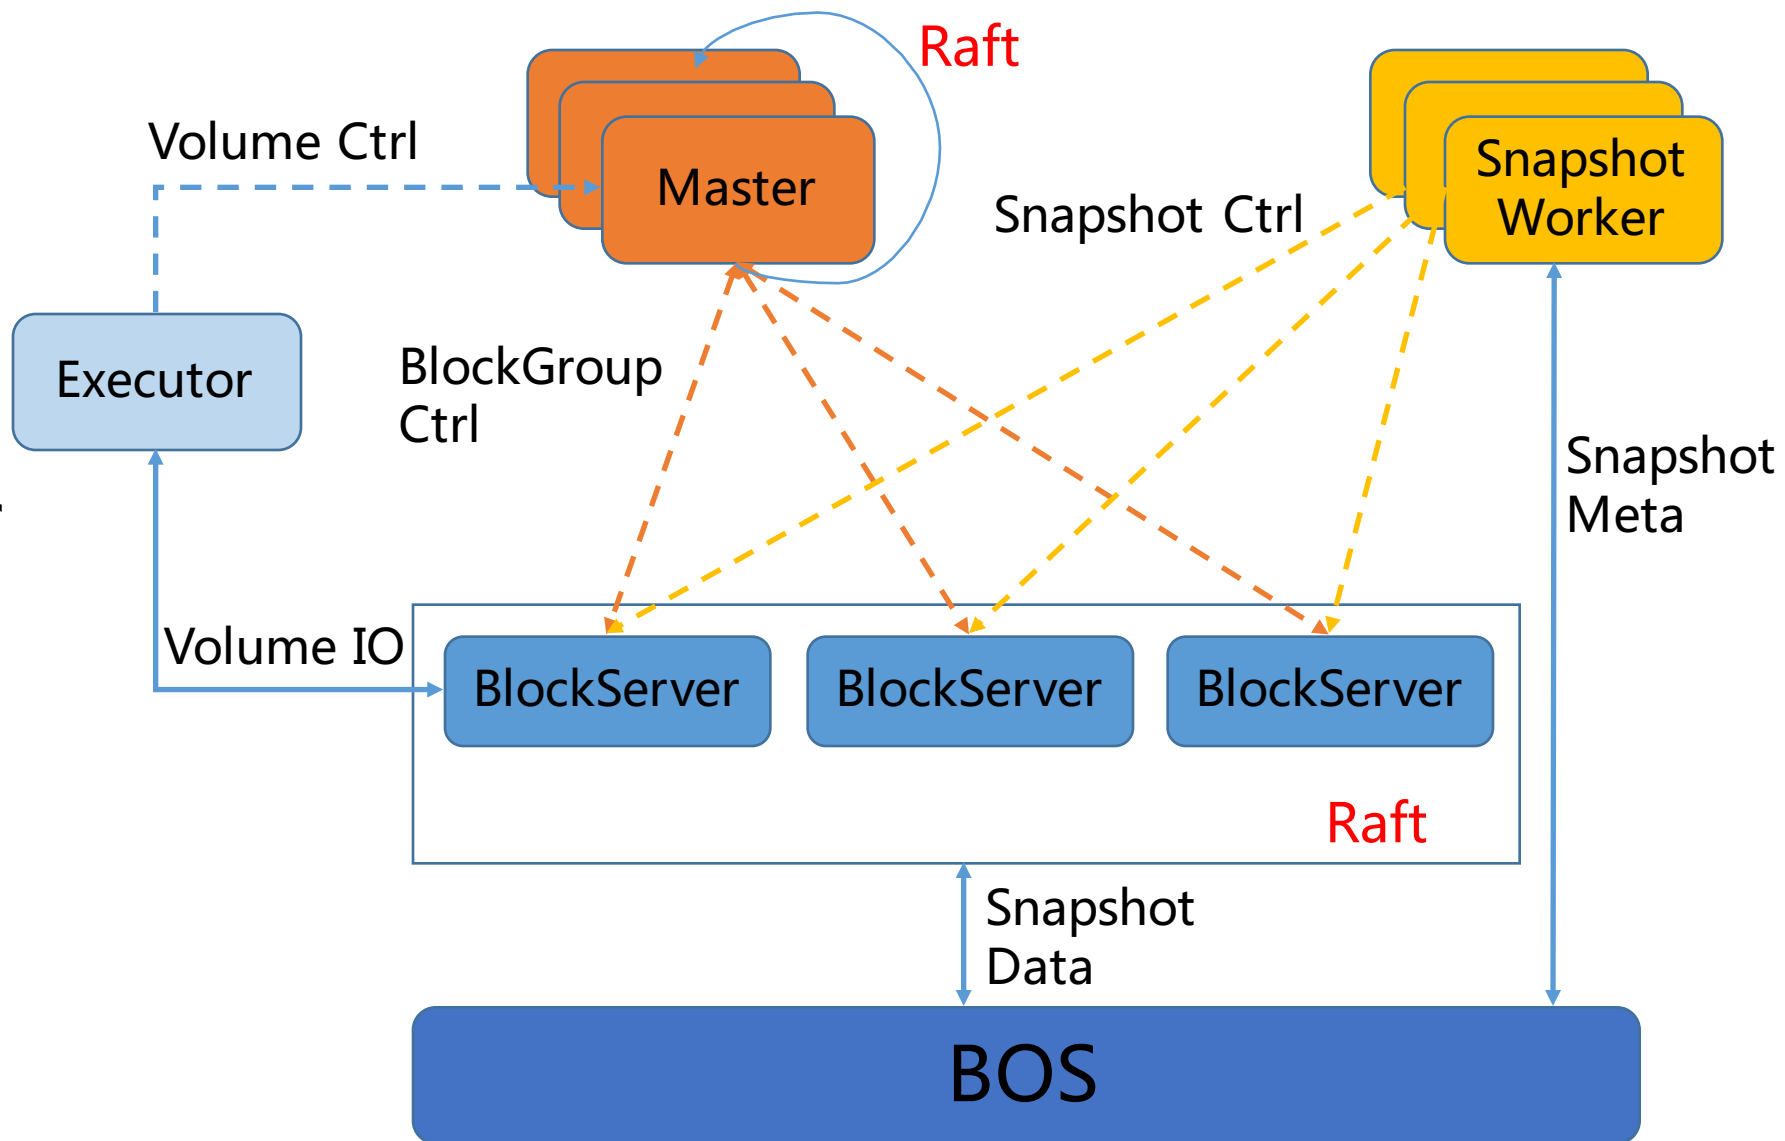 Raft
Volume Ctrl
Master
Snapshot
Worker
Snapshot Ctrl
Executor
BlockGroup
Ctrl
Snapshot
Meta
Volume IO
BlockServer
BlockServer
BlockServer
Raft
Snapshot
Data
BOS